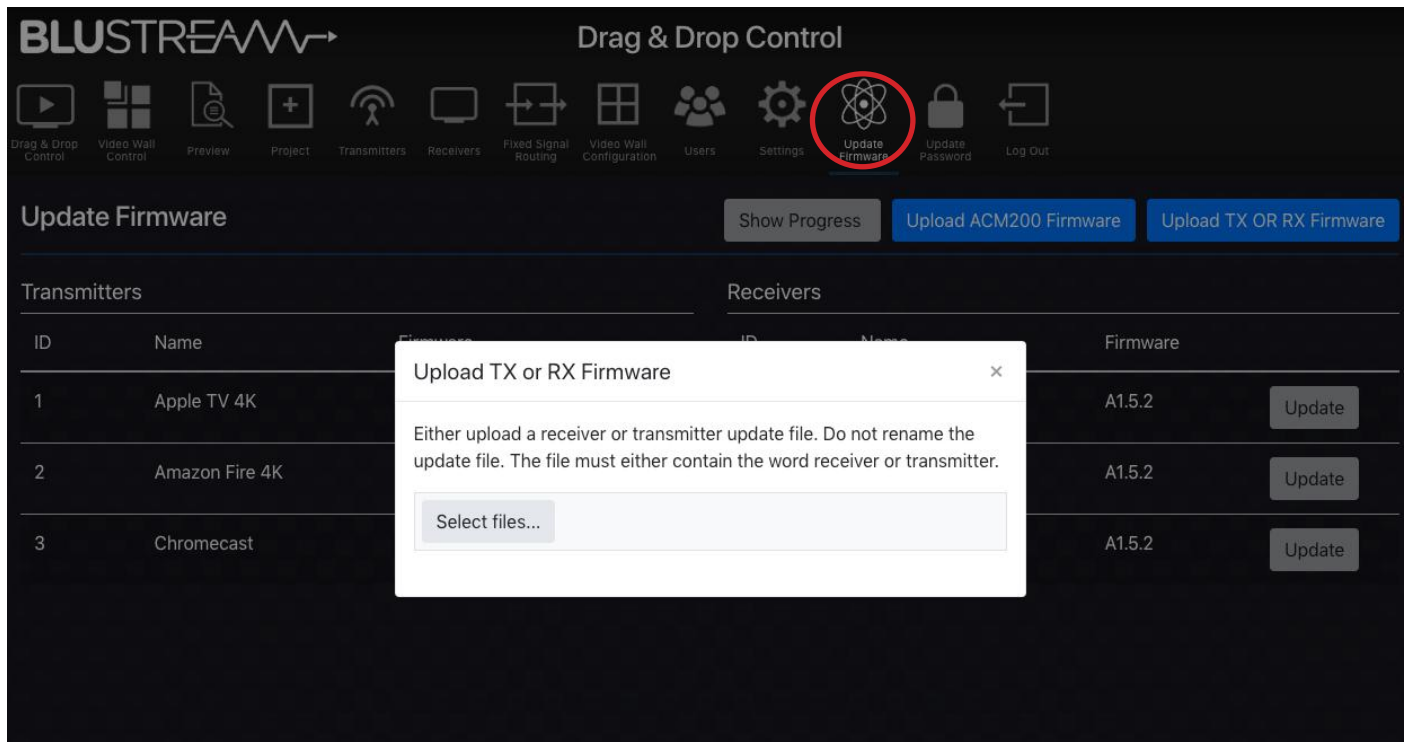 BLUSTREAM
Drag & Drop Control
Drag & Drop
Control
Video Wall
Control
Preview
Project
Transmitters
Receivers
Fixed Signal
Routing
Video Wall
Configuration
Users
Settings
Update
Firmware
Update
Password
Log Out
Update Firmware
Show Progress
Upload ACM200 Firmware
Upload TX OR RX Firmware
Transmitters
Receivers
ID Name Firmware
ID Name Firmware
Upload TX or RX Firmware ×
1 Apple TV 4K
A1.5.2 Update
Either upload a receiver or transmitter update file. Do not rename the
update file. The file must either contain the word receiver or transmitter.
2 Amazon Fire 4K
A1.5.2 Update
Select files...
3 Chromecast
A1.5.2 Update